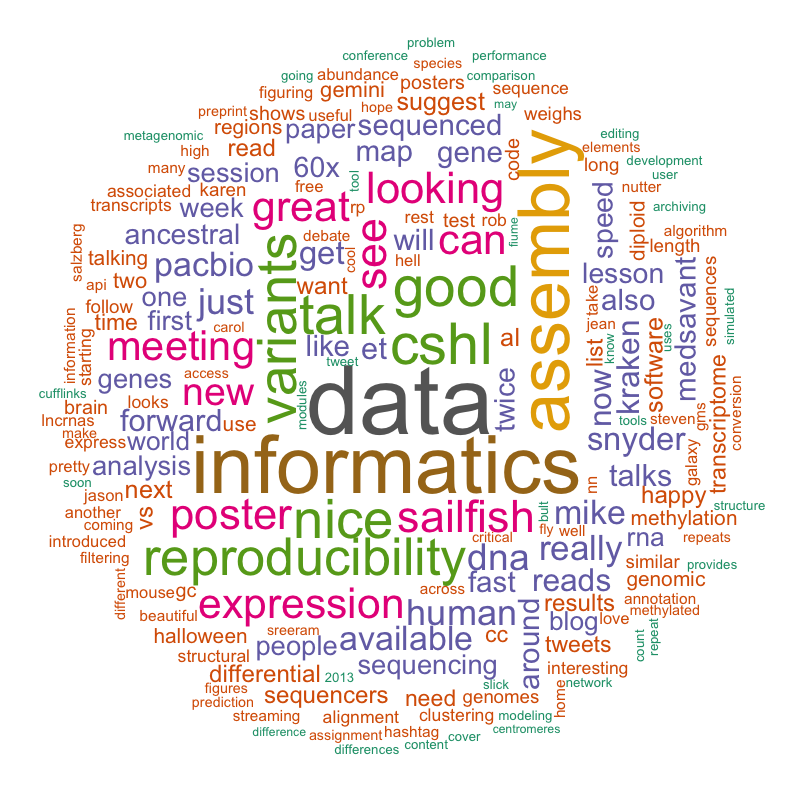 problem
conference
performance
species
going
abundance
comparison
figuring
gemini
posters
sequence
hope
suggest
may
preprint
shows
useful
weighs
regions
paper
sequenced
editing
metagenomic
read
map
gene
code
elements
high
long
development
many
session
60x
tool
looking
assembly
user
associated
karen
free
nutter
transcripts
week
great
rp
rest
test
rob
speed
archiving
ancestral
variants
debate
see
will
can
fiume
diploid
algorithm
salzberg
talking
pacbio
get
cool
hell
length
api
two
want
good
lesson
sequences
follow
one
just
talk
also
take
medsavant
simulated
time
first
carol
like
et
cshl
al
list
jean
know
software
uses
information
starting
meeting
tweet
kraken
transcriptome
genes
access
new
modules
data
twice
now
conversion
cufflinks
brain
looks
tools
steven
gms
lncrnas
make
forward
use
express
world
informatics
snyder
galaxy
pretty
analysis
talks
soon
jason
next
nn
happy
another
vs
poster
nice
sailfish
bult
mike
methylation
structure
coming
introduced
critical
fly
well
really
rna
repeats
filtering
reproducibility
dna
similar
provides
different
mouse
gc
across
fast
reads
genomic
annotation
beautiful
expression
human
around
results
love
methylated
halloween
sreeram
available
cc
blog
tweets
count
repeat
structural
people
sequencing
interesting
differential
2013
slick
network
figures
sequencers
need
genomes
home
prediction
streaming
alignment
clustering
modeling
difference
assignment
hashtag
cover
centromeres
differences
content